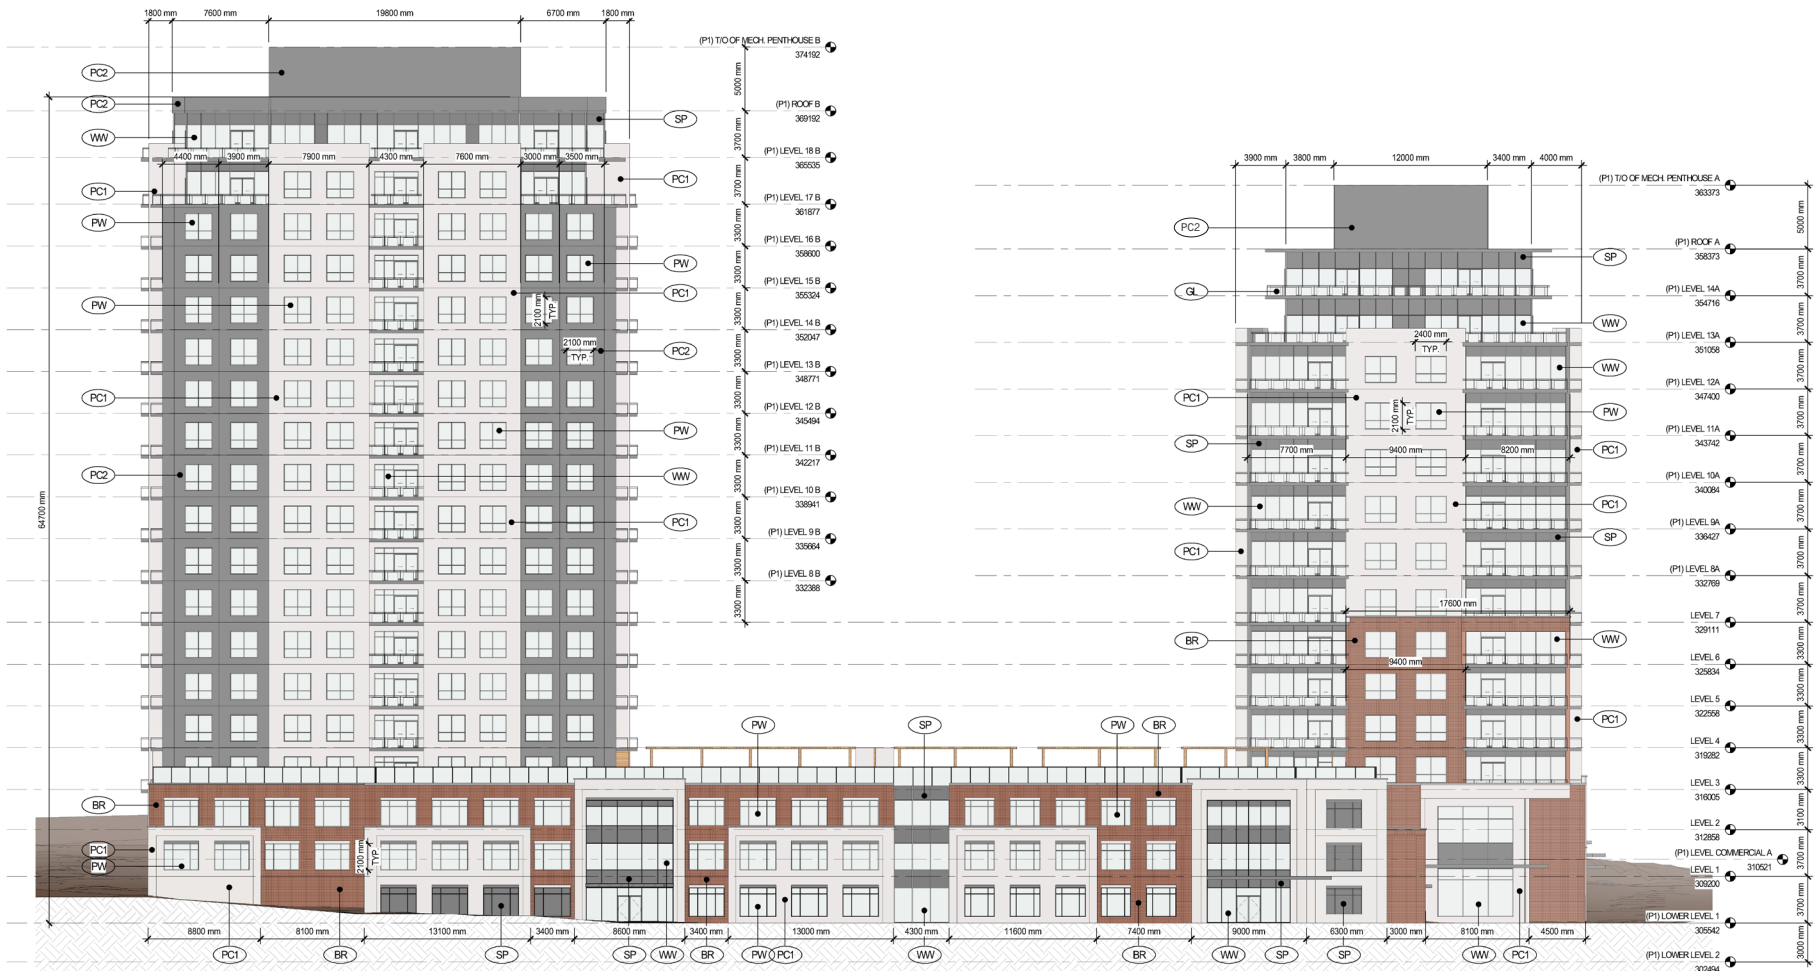 1800 mm 7600 mm 19800 mm 6700 mm 1800 mm
(P1) T/O OF MECH. PENTHOUSE B
374192
PC2
5000 mm
PC2
(P1) ROOF B
369192
SP
WW
3700 mm
(P1) LEVEL 18 B
365535
4400 mm 3900 mm 7900 mm 4300 mm 7600 mm 3000 mm 3500 mm
PC1
PC1
3700 mm
(P1) LEVEL 17 B
361877
PW
3300 mm
(P1) LEVEL 16 B
358600
PW
3300 mm
(P1) LEVEL 15 B
355324
PW
PC1
2100 mm
TYP.
3300 mm
(P1) LEVEL 14 B
352047
2100 mm
TYP.
PC2
3300 mm
(P1) LEVEL 13 B
348771
PC1
3300 mm
(P1) LEVEL 12 B
345494
PW
3300 mm
(P1) LEVEL 11 B
342217
PC2
WW
3300 mm
(P1) LEVEL 10 B
338941
64700 mm
PC1
3300 mm
(P1) LEVEL 9 B
335664
3300 mm
(P1) LEVEL 8 B
332388
3300 mm
3900 mm 3800 mm 12000 mm 3400 mm 4000 mm
(P1) T/O OF MECH. PENTHOUSE A
363373
PC2
5000 mm
(P1) ROOF A
358373
SP
GL
3700 mm
(P1) LEVEL 14A
354716
WW
3700 mm
2400 mm
TYP.
(P1) LEVEL 13A
351058
WW
3700 mm
(P1) LEVEL 12A
347400
PC1
2100 mm
TYP.
PW
3700 mm
(P1) LEVEL 11A
343742
SP
7700 mm 9400 mm 8200 mm
PC1
3700 mm
(P1) LEVEL 10A
340084
WW
PC1
3700 mm
(P1) LEVEL 9A
336427
SP
PC1
3700 mm
(P1) LEVEL 8A
332769
17600 mm
3700 mm
LEVEL 7
329111
BR
WW
3300 mm
9400 mm
LEVEL 6
325834
3300 mm
LEVEL 5
322558
PC1
3300 mm
LEVEL 4
319282
3300 mm
LEVEL 3
316005
3100 mm
LEVEL 2
312858
3700 mm
(P1) LEVEL COMMERCIAL A
310521
LEVEL 1
309200
3700 mm
(P1) LOWER LEVEL 1
305542
3000 mm
(P1) LOWER LEVEL 2
302494
PW SP PW BR
BR
PC1
PW
2100 mm
TYP.
8800 mm 8100 mm 13100 mm 3400 mm 8600 mm 3400 mm 13000 mm 4300 mm 11600 mm 7400 mm 9000 mm 6300 mm 3000 mm 8100 mm 4500 mm
PC1 BR SP SP WW BR PW PC1 WW BR WW SP SP WW PC1